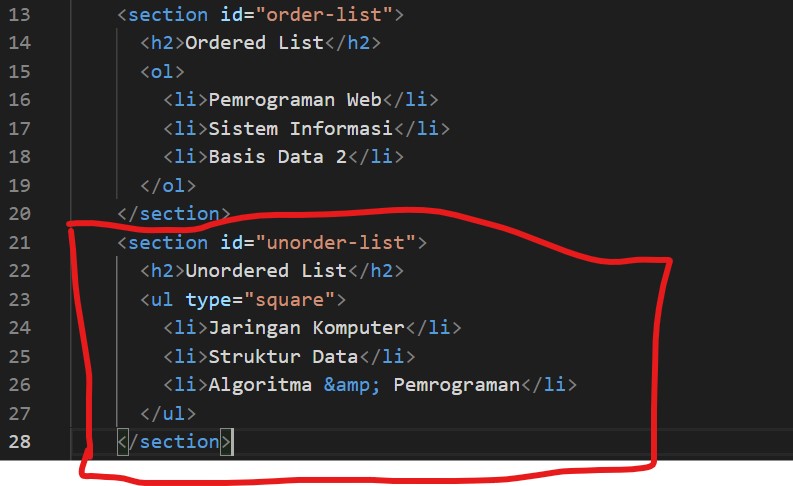 13 <section id="order-list">
14 <h2>Ordered List</h2>
15 <ol>
16 <li>Pemrograman Web</li>
17 <li>Sistem Informasi</li>
18 <li>Basis Data 2</li>
19 </ol>
20 </section>
21 <section id="unorder-list">
22 <h2>Unordered List</h2>
23 <ul type="square">
24 <li>Jaringan Komputer</li>
25 <li>Struktur Data</li>
26 <li>Algoritma &amp; Pemrograman</li>
27 </ul>
28 </section>